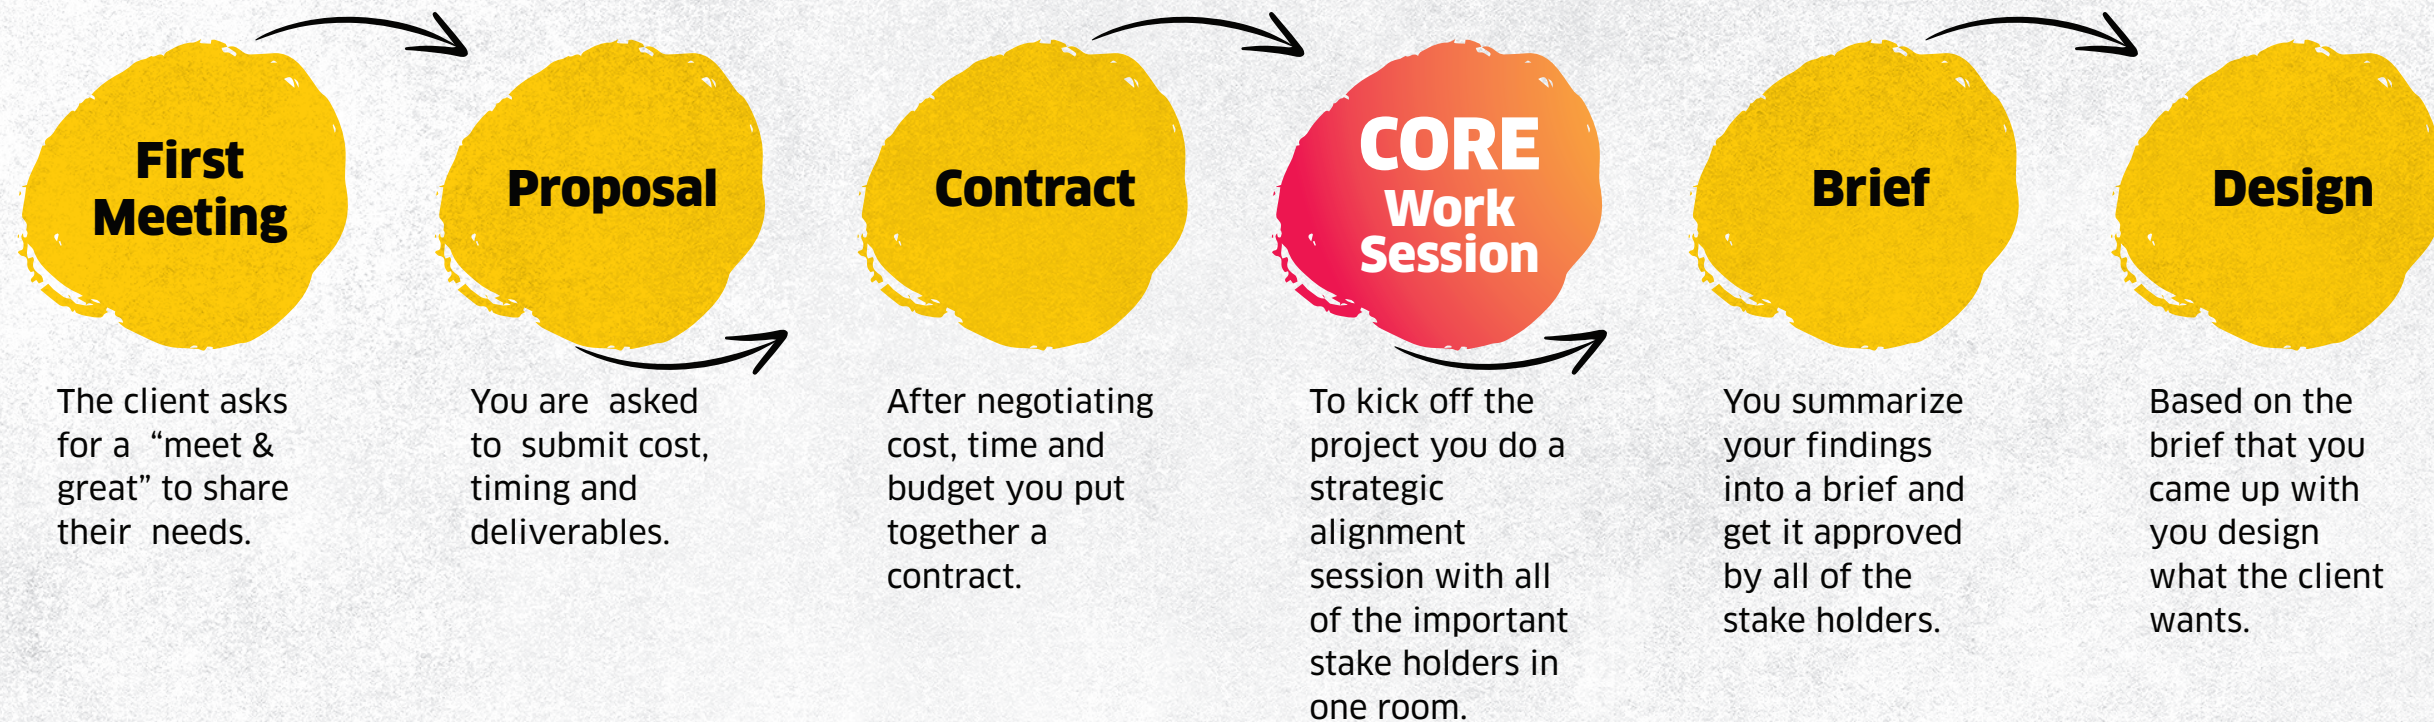 First
Meeting
The client asks
for a “meet &
great” to share
their needs.
Proposal
You are asked
to submit cost,
timing and
deliverables.
Contract
After negotiating
cost, time and
budget you put
together a
contract.
CORE
Work
Session
To kick off the
project you do a
strategic
alignment
session with all
of the important
stake holders in
one room.
Brief
You summarize
your findings
into a brief and
get it approved
by all of the
stake holders.
Design
Based on the
brief that you
came up with
you design
what the client
wants.